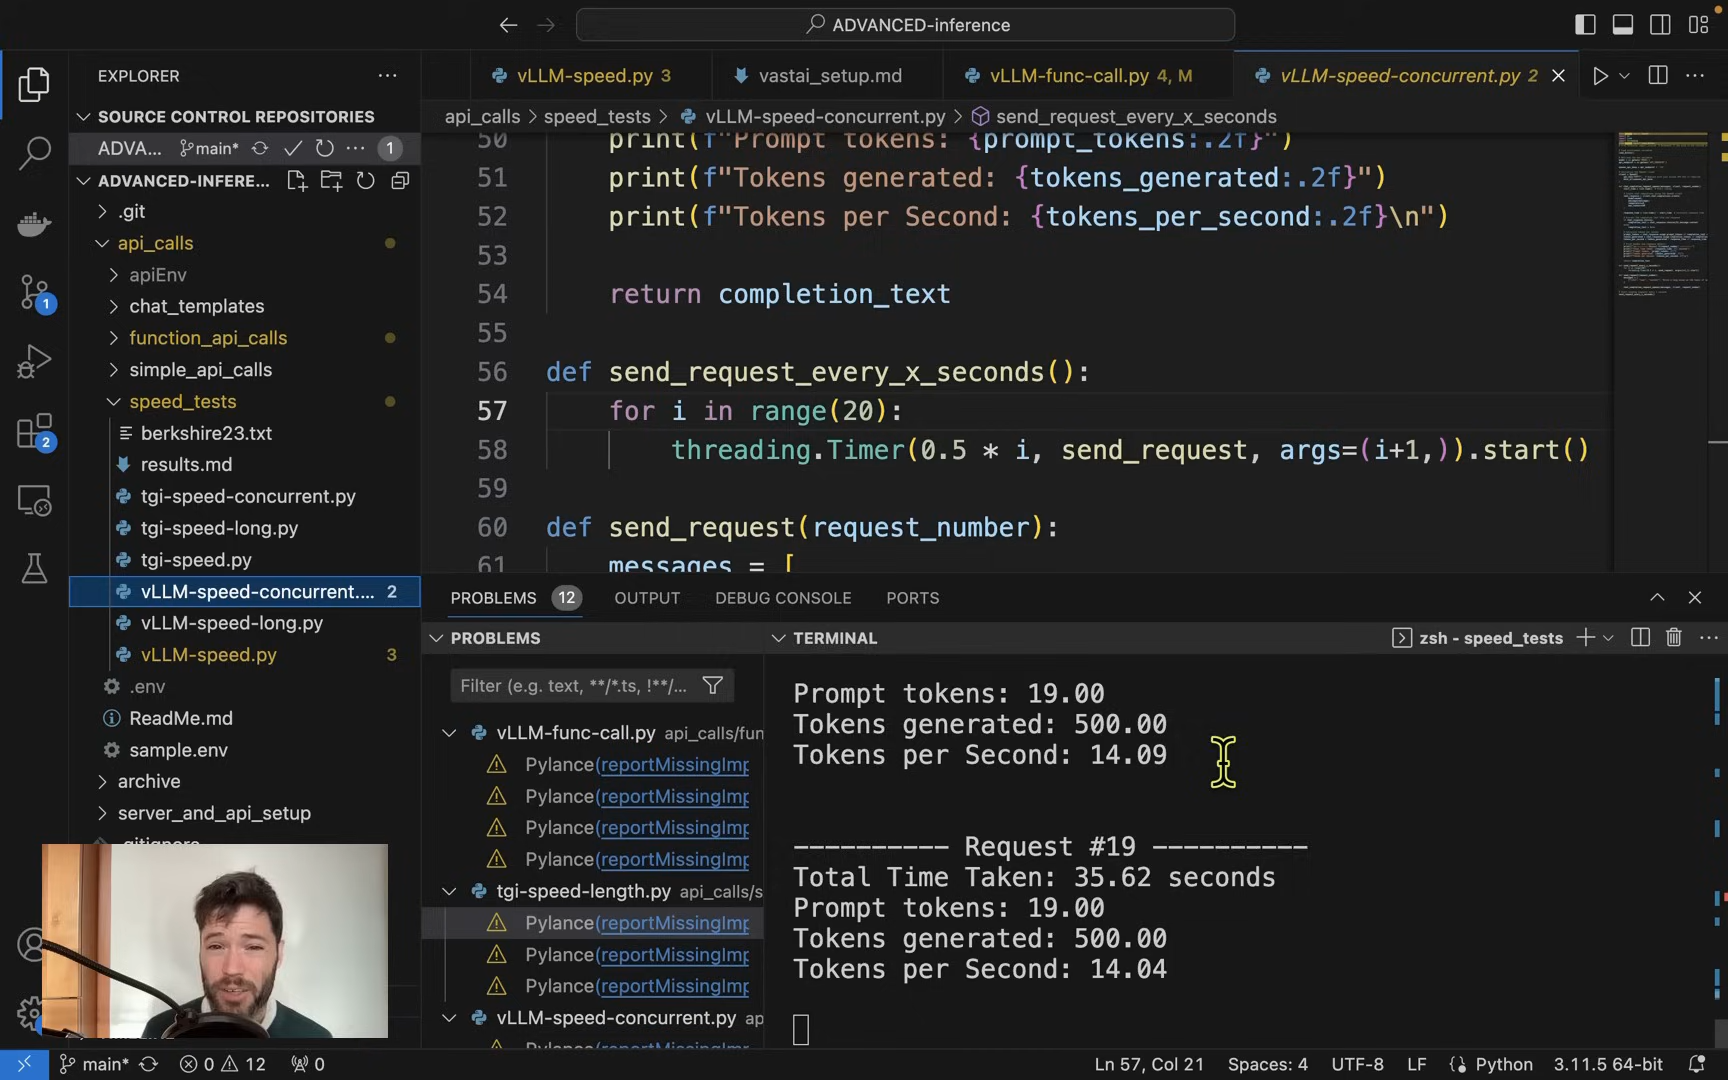 ADVANCED-inference
EXPLORER
vLLM-speed.py 3
vastai_setup.md
vLLM-func-call.py 4, M
vLLM-speed-concurrent.py 2
SOURCE CONTROL REPOSITORIES
ADVA... main* 1
ADVANCED-INFERE...
.git
api_calls
apiEnv
chat_templates
function_api_calls
simple_api_calls
speed_tests
berkshire23.txt
results.md
tgi-speed-concurrent.py
tgi-speed-long.py
tgi-speed.py
vLLM-speed-concurrent.... 2
vLLM-speed-long.py
vLLM-speed.py 3
.env
ReadMe.md
sample.env
archive
server_and_api_setup
.gitignore
1
2
api_calls > speed_tests > vLLM-speed-concurrent.py > send_request_every_x_seconds
50 print(f"Prompt tokens: {prompt_tokens:.2f}")
51 print(f"Tokens generated: {tokens_generated:.2f}")
52 print(f"Tokens per Second: {tokens_per_second:.2f}\n")
53
54 return completion_text
55
56 def send_request_every_x_seconds():
57 for i in range(20):
58 threading.Timer(0.5 * i, send_request, args=(i+1,)).start()
59
60 def send_request(request_number):
61 messages = [
PROBLEMS 12 OUTPUT DEBUG CONSOLE PORTS
PROBLEMS
Filter (e.g. text, **/*.ts, !**/...
vLLM-func-call.py api_calls/fun
Pylance(reportMissingImp
Pylance(reportMissingImp
Pylance(reportMissingImp
Pylance(reportMissingImp
tgi-speed-length.py api_calls/s
Pylance(reportMissingImp
Pylance(reportMissingImp
Pylance(reportMissingImp
vLLM-speed-concurrent.py ap
TERMINAL
zsh - speed_tests
Prompt tokens: 19.00
Tokens generated: 500.00
Tokens per Second: 14.09
---------- Request #19 ----------
Total Time Taken: 35.62 seconds
Prompt tokens: 19.00
Tokens generated: 500.00
Tokens per Second: 14.04
main* 0 12 0
Ln 57, Col 21 Spaces: 4 UTF-8 LF Python 3.11.5 64-bit